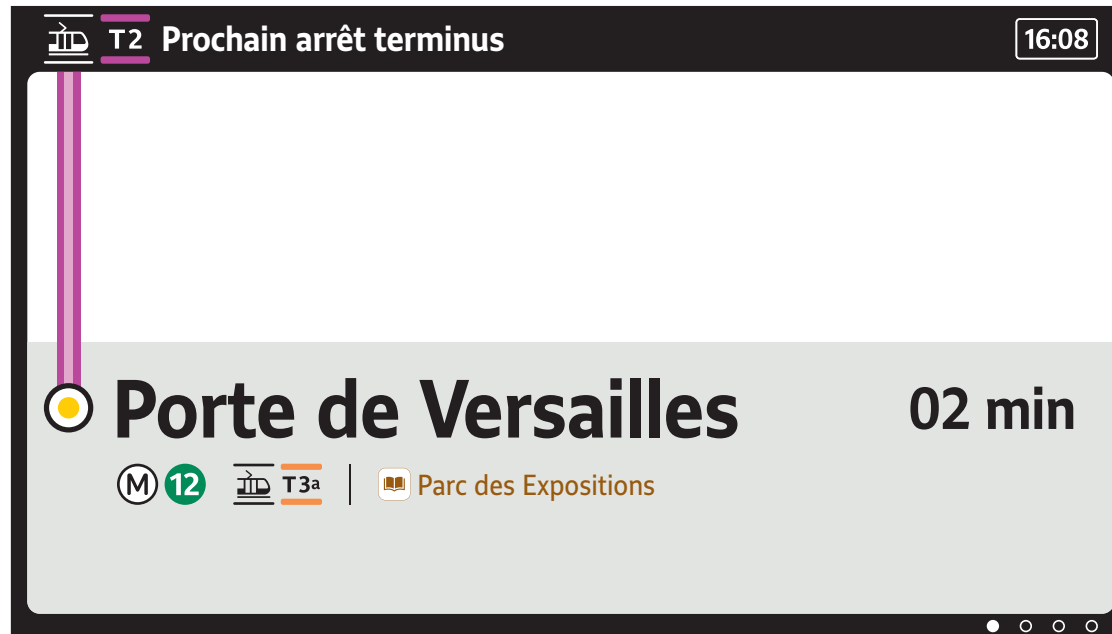 T2 Prochain arrêt terminus 16:08
Porte de Versailles 02 min
M 12 T3a Parc des Expositions